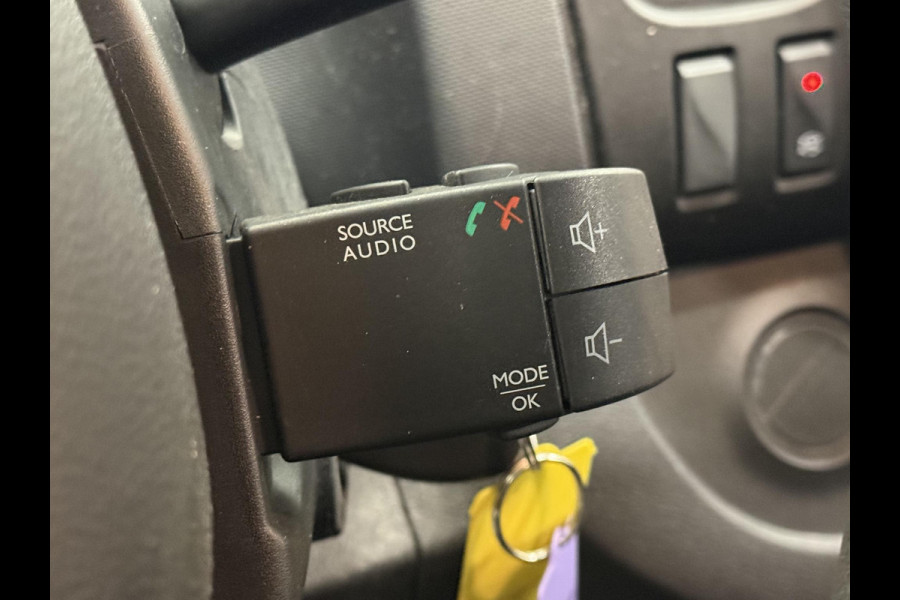 SOURCE
AUDIO
+
-
MODE
OK